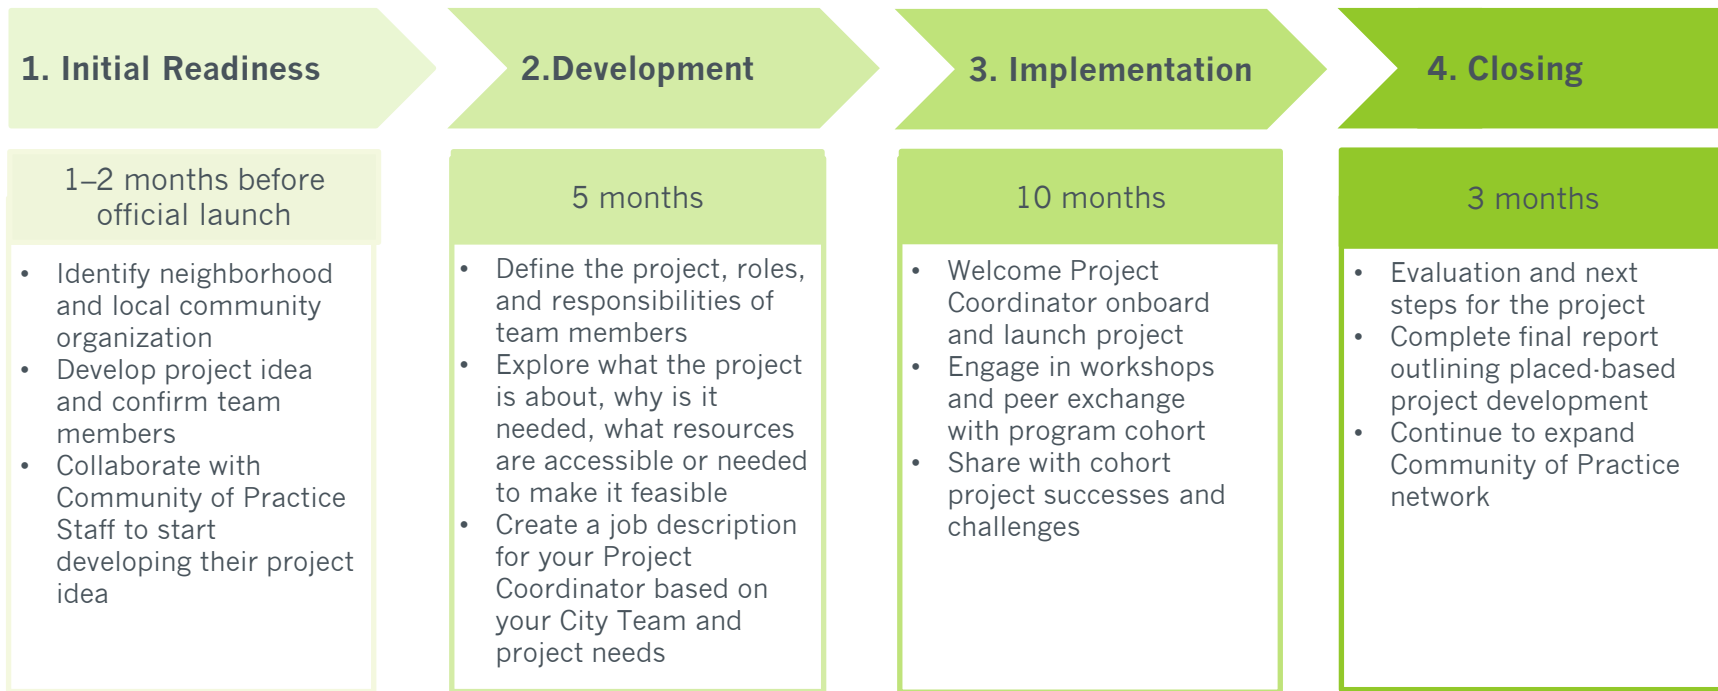 1. Initial Readiness
2.Development
3. Implementation
4. Closing
1–2 months before
official launch
• Identify neighborhood
and local community
organization
• Develop project idea
and confirm team
members
• Collaborate with
Community of Practice
Staff to start
developing their project
idea
5 months
• Define the project, roles,
and responsibilities of
team members
• Explore what the project
is about, why is it
needed, what resources
are accessible or needed
to make it feasible
• Create a job description
for your Project
Coordinator based on
your City Team and
project needs
10 months
• Welcome Project
Coordinator onboard
and launch project
• Engage in workshops
and peer exchange
with program cohort
• Share with cohort
project successes and
challenges
3 months
• Evaluation and next
steps for the project
• Complete final report
outlining placed-based
project development
• Continue to expand
Community of Practice
network